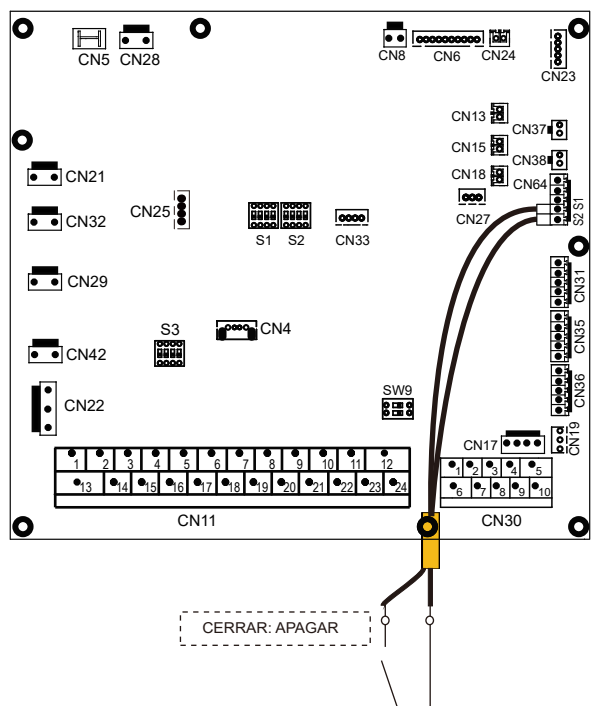 CN5
CN28
CN8
CN6
CN24
CN23
CN13
CN37
CN15
CN38
CN18
CN64
CN21
CN25
CN32
S1
S2
CN33
CN27
S2 S1
CN29
CN31
S3
CN4
CN35
CN42
CN22
SW9
CN36
CN17
CN19
1 2 3 4 5 6 7 8 9 10 11 12
13 14 15 16 17 18 19 20 21 22 23 24
1 2 3 4 5
6 7 8 9 10
CN11
CN30
CERRAR: APAGAR